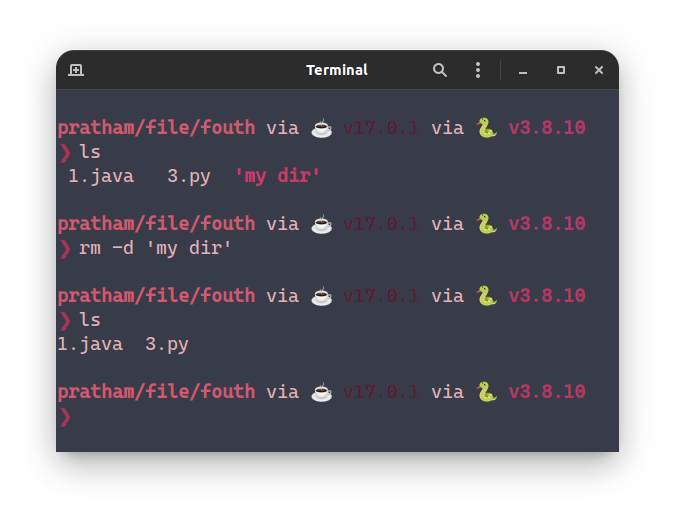 Terminal
pratham/file/fouth via ☕ v17.0.1 via 🐍 v3.8.10
❯ ls
1.java 3.py 'my dir'
pratham/file/fouth via ☕ v17.0.1 via 🐍 v3.8.10
❯ rm -d 'my dir'
pratham/file/fouth via ☕ v17.0.1 via 🐍 v3.8.10
❯ ls
1.java 3.py
pratham/file/fouth via ☕ v17.0.1 via 🐍 v3.8.10
❯